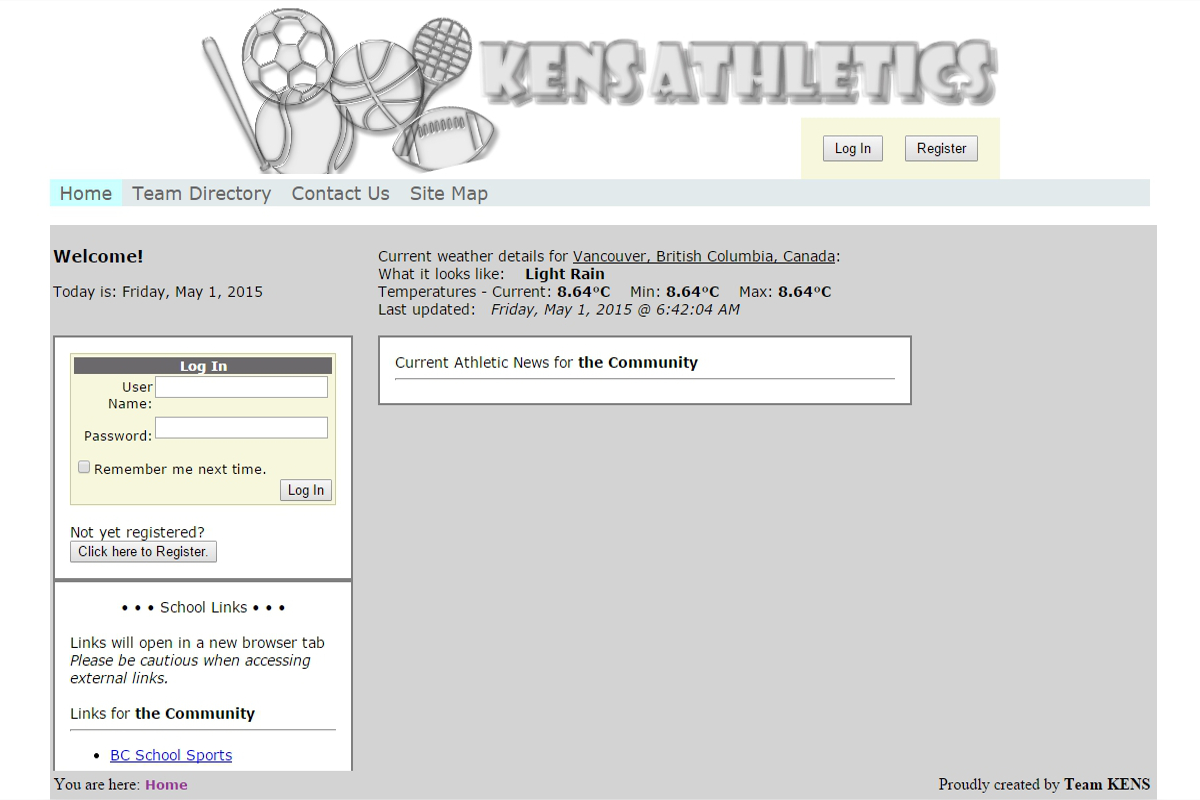 KENS ATHLETICS
Log In Register
Home Team Directory Contact Us Site Map
Welcome!
Today is: Friday, May 1, 2015
Current weather details for Vancouver, British Columbia, Canada:
What it looks like: Light Rain
Temperatures - Current: 8.64ºC Min: 8.64ºC Max: 8.64ºC
Last updated: Friday, May 1, 2015 @ 6:42:04 AM
Log In
User
Name:
Password:
Remember me next time.
Log In
Not yet registered?
Click here to Register.
Current Athletic News for the Community
• • • School Links • • •
Links will open in a new browser tab
Please be cautious when accessing
external links.
Links for the Community
• BC School Sports
You are here: Home
Proudly created by Team KENS